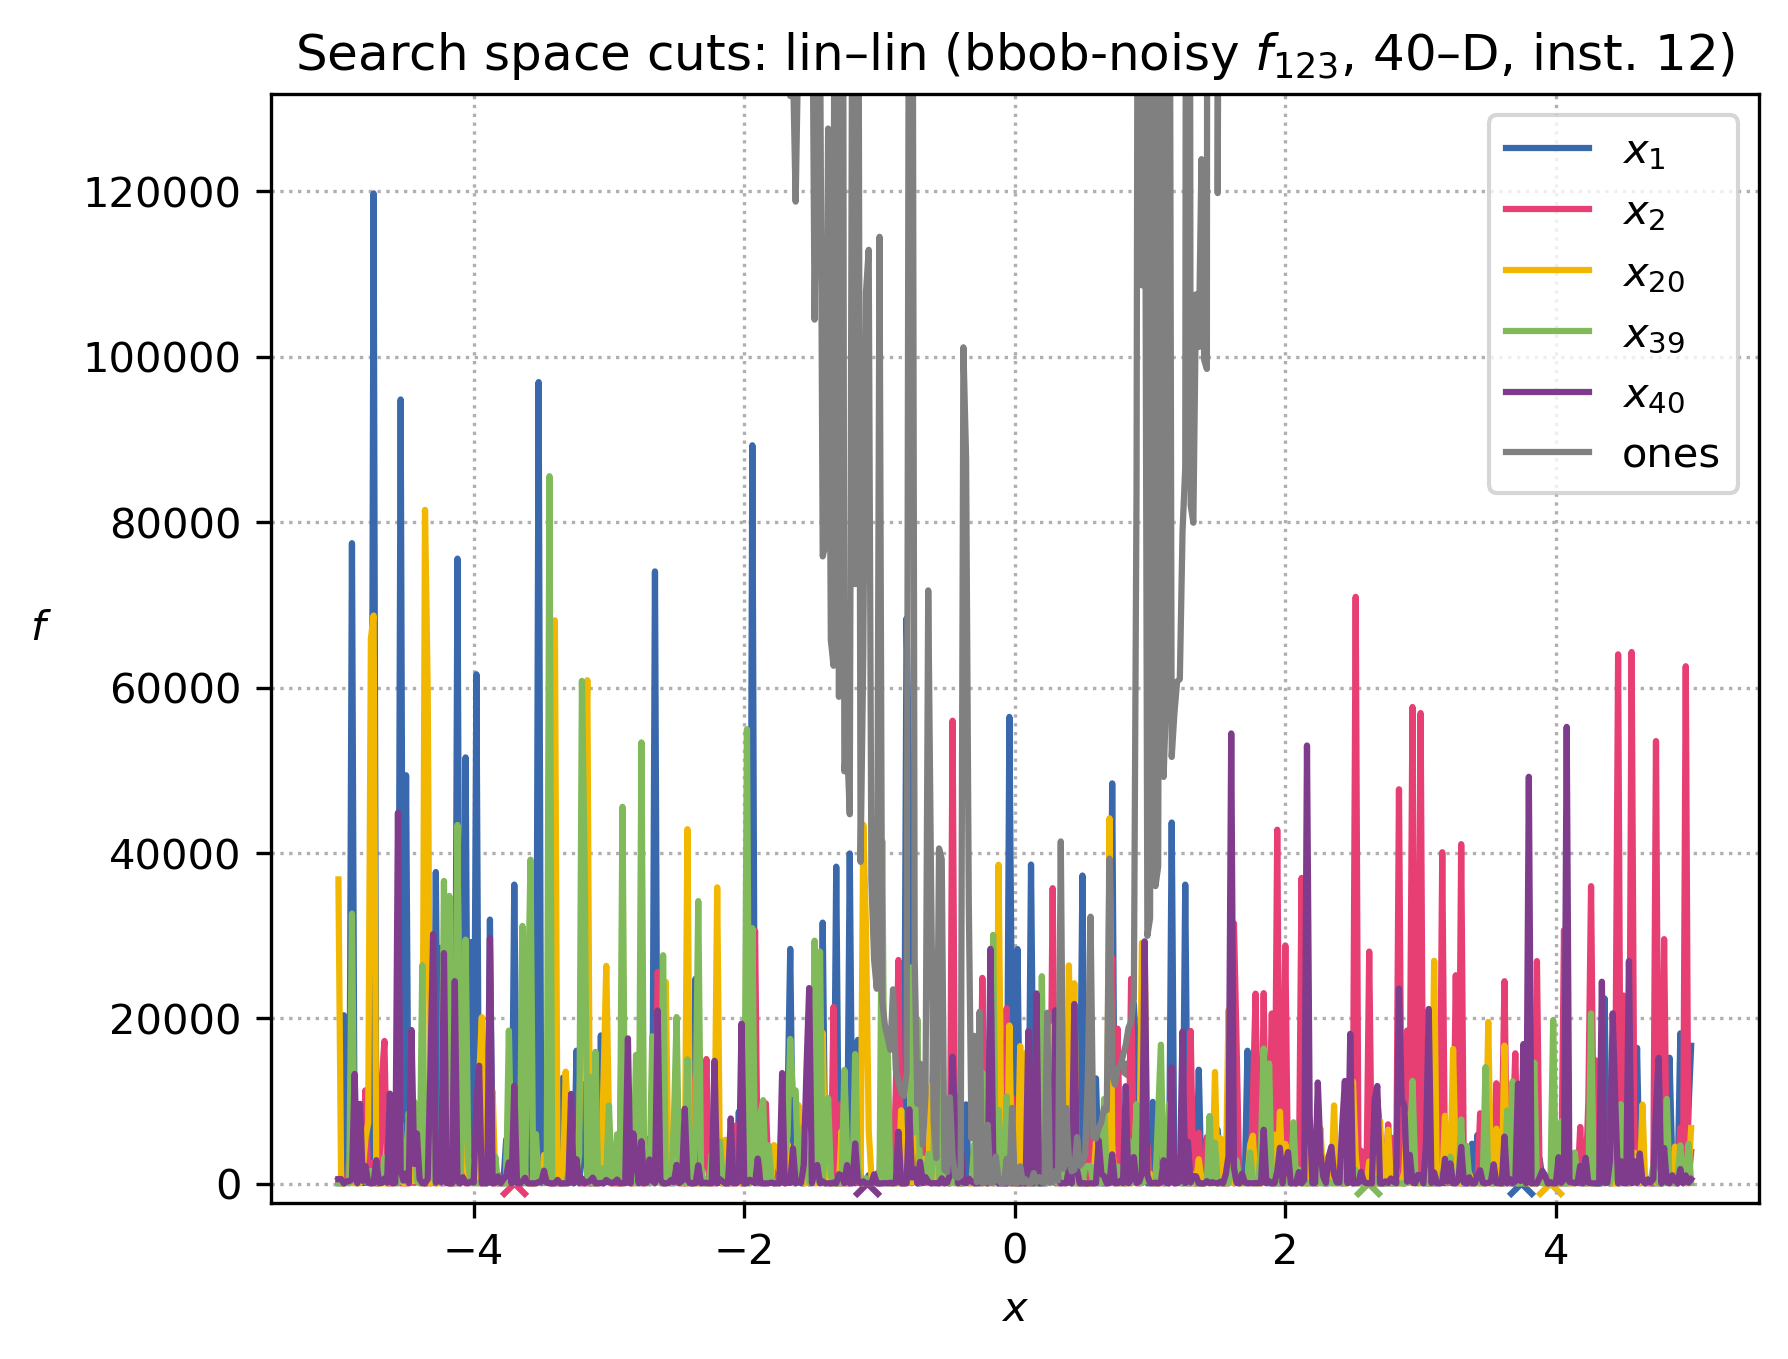 Search space cuts: lin–lin (bbob-noisy f₁₂₃, 40–D, inst. 12)
x₁
x₂
x₂₀
x₃₉
x₄₀
ones
120000
100000
80000
60000
40000
20000
0
f
−4 −2 0 2 4
x